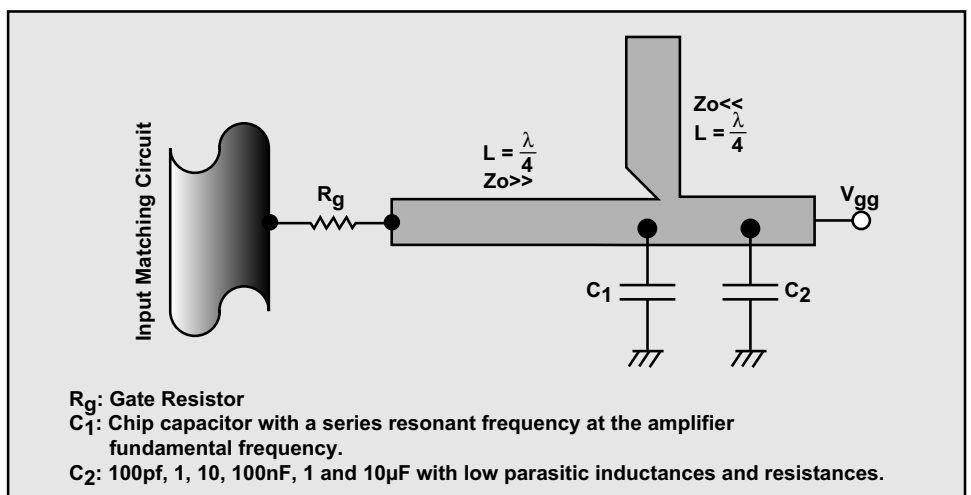 Input Matching Circuit
Rg
L = λ/4
Zo>>
Zo<<
L = λ/4
Vgg
C1
C2
Rg: Gate Resistor
C1: Chip capacitor with a series resonant frequency at the amplifier
fundamental frequency.
C2: 100pf, 1, 10, 100nF, 1 and 10µF with low parasitic inductances and resistances.